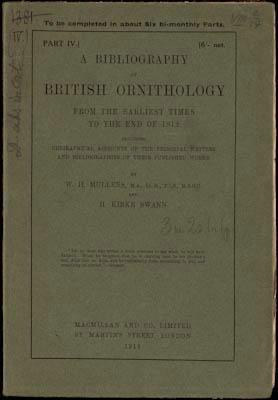 To be completed in about Six bi-monthly Parts.
PART IV.] [6/- net.
A BIBLIOGRAPHY
OF
BRITISH ORNITHOLOGY
FROM THE EARLIEST TIMES
TO THE END OF 1912
INCLUDING
BIOGRAPHICAL ACCOUNTS OF THE PRINCIPAL WRITERS
AND BIBLIOGRAPHIES OF THEIR PUBLISHED WORKS
BY
W. H. MULLENS, M.A., LL.M., F.L.S., M.B.O.U.
AND
H. KIRKE SWANN
MACMILLAN AND CO., LIMITED
ST. MARTIN'S STREET, LONDON